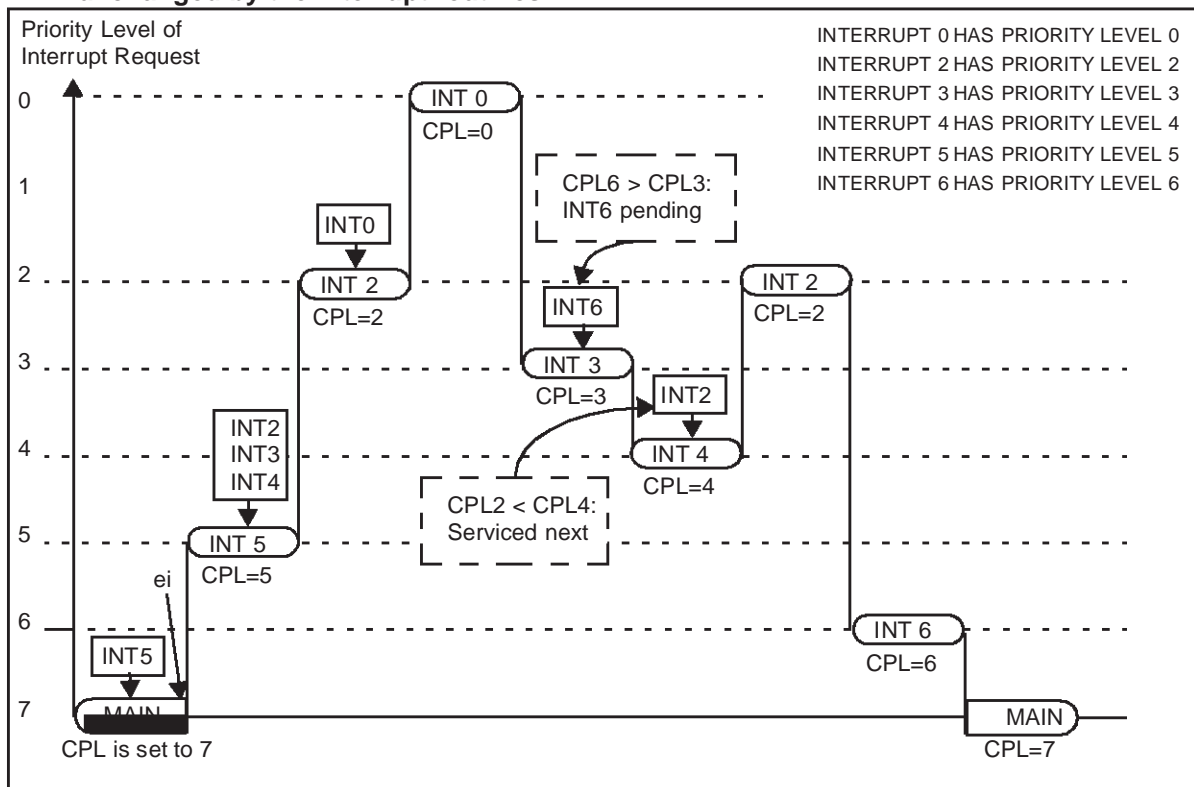 Priority Level of
Interrupt Request
INTERRUPT 0 HAS PRIORITY LEVEL 0
INTERRUPT 2 HAS PRIORITY LEVEL 2
INTERRUPT 3 HAS PRIORITY LEVEL 3
INTERRUPT 4 HAS PRIORITY LEVEL 4
INTERRUPT 5 HAS PRIORITY LEVEL 5
INTERRUPT 6 HAS PRIORITY LEVEL 6
0
INT 0
CPL=0
1
CPL6 > CPL3:
INT6 pending
INT0
2
INT 2
CPL=2
INT 2
CPL=2
INT6
3
INT 3
CPL=3
INT2
INT2
INT3
INT4
4
INT 4
CPL=4
CPL2 < CPL4:
Serviced next
5
INT 5
CPL=5
ei
6
INT 6
CPL=6
INT5
7
MAIN
CPL is set to 7
MAIN
CPL=7